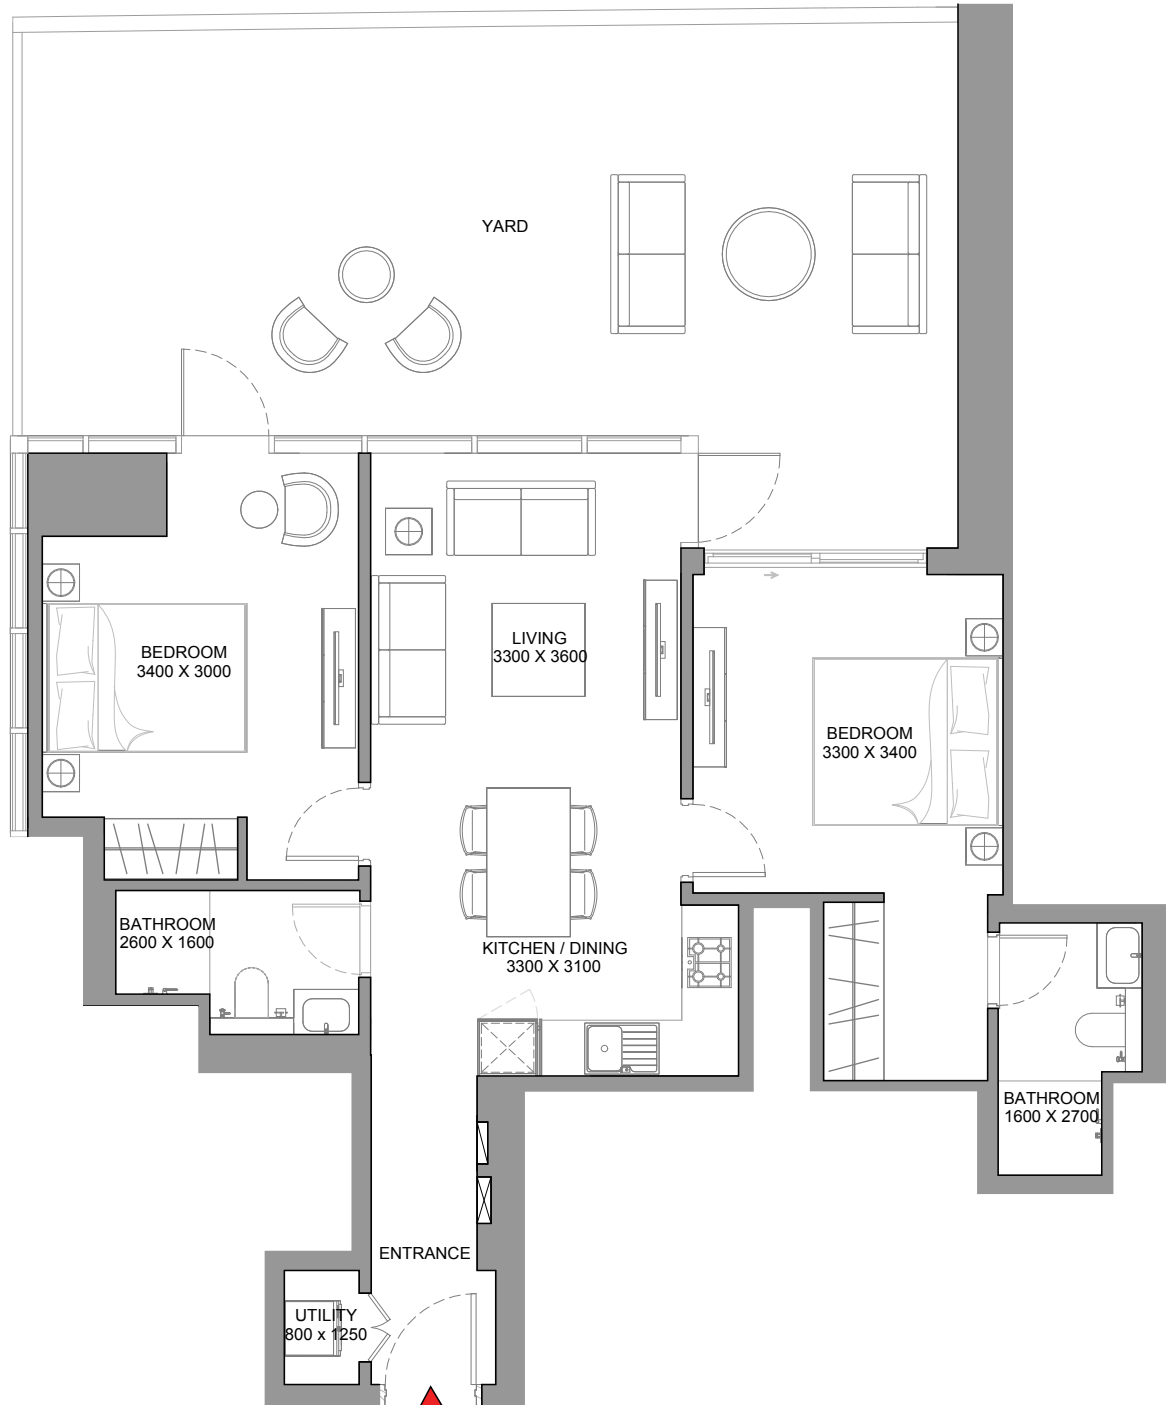 YARD
LIVING
3300 X 3600
BEDROOM
3400 X 3000
BEDROOM
3300 X 3400
BATHROOM
2600 X 1600
KITCHEN / DINING
3300 X 3100
BATHROOM
1600 X 2700
ENTRANCE
UTILITY
800 x 1250